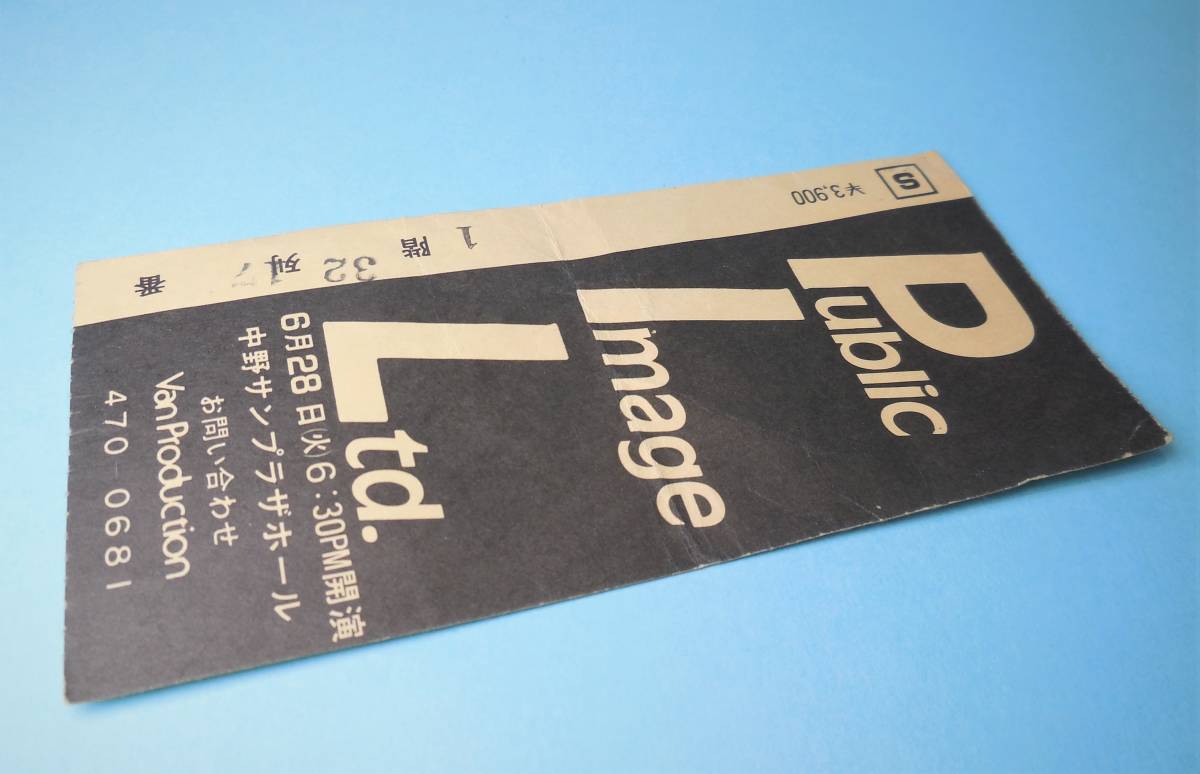 S
¥3,900
Public
Image
Ltd.
6月28日(火)6:30PM開演
中野サンプラザホール
お問い合わせ
Van Production
470-0681
1階
32列
番